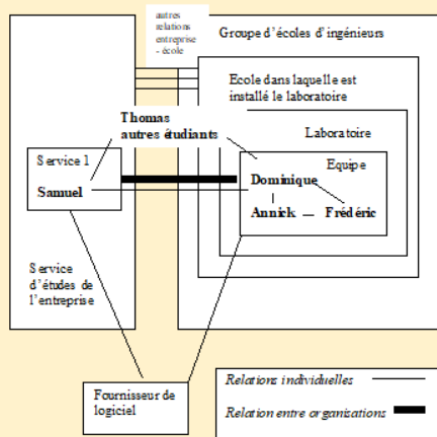 autres
relations
entreprise
- école
Groupe d'écoles d'ingénieurs
Ecole dans laquelle est
installé le laboratoire
Thomas
autres étudiants
Laboratoire
Service 1
Samuel
Equipe
Dominique
Annick
Frédéric
Service
d'études de
l'entreprise
Fournisseur de
logiciel
Relations individuelles
Relation entre organizations